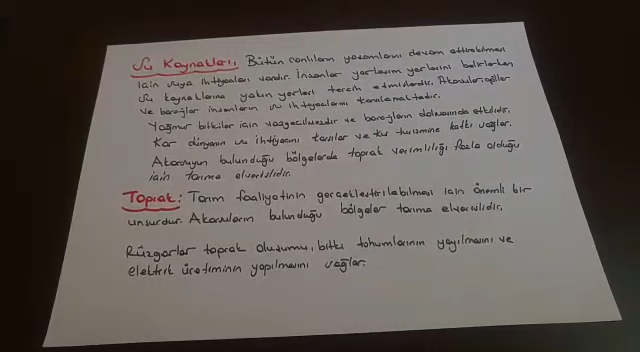 Su Kaynakları: Bütün canlıların yaşamlarını devam ettirebilmesi
için suya ihtiyaçları vardır. İnsanlar yerleşim yerlerini belirlerken
su kaynaklarına yakın yerleri tercih etmişlerdir. Akarsular, göller
ve barajlar insanların su ihtiyaçlarını karşılamaktadır.
Yağmur bitkiler için vazgeçilmezdir ve barajların dolmasında etkilidir.
Kar dünyanın su ihtiyacını karşılar ve kış turizmine katkı sağlar.
Akarsuyun bulunduğu bölgelerde toprak verimliliği fazla olduğu
için tarıma elverişlidir.
Toprak: Tarım faaliyetinin gerçekleştirilebilmesi için önemli bir
unsurdur. Akarsuların bulunduğu bölgeler tarıma elverişlidir.
Rüzgarlar toprak oluşumu, bitki tohumlarının yayılmasını ve
elektrik üretiminin yapılmasını sağlar.